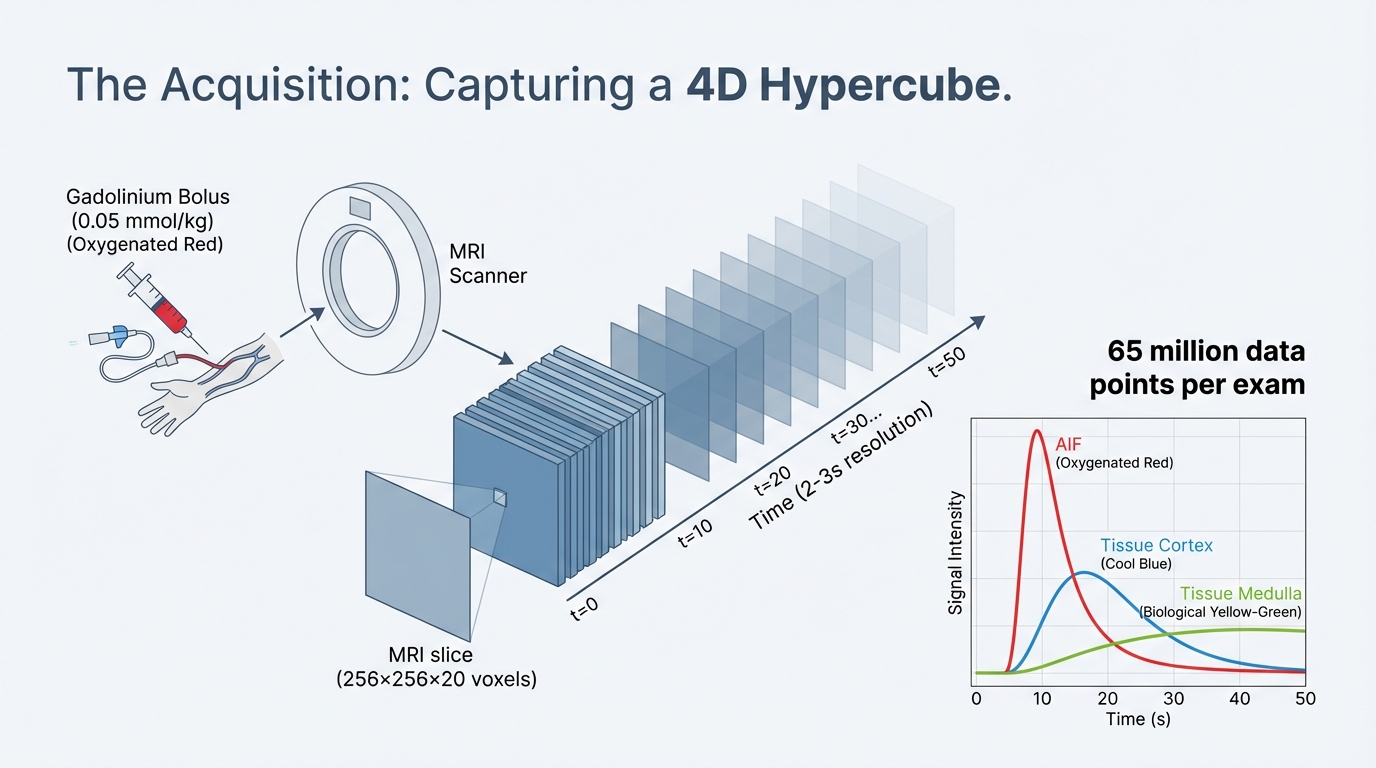 The Acquisition: Capturing a 4D Hypercube.
Gadolinium Bolus
(0.05 mmol/kg)
(Oxygenated Red)
MRI
Scanner
t=0
t=10
t=20
t=30...
t=50
Time (2-3s resolution)
MRI slice
(256×256×20 voxels)
65 million data
points per exam
AIF
(Oxygenated Red)
Tissue Cortex
(Cool Blue)
Tissue Medulla
(Biological Yellow-Green)
Signal Intensity
0 10 20 30 40 50
Time (s)